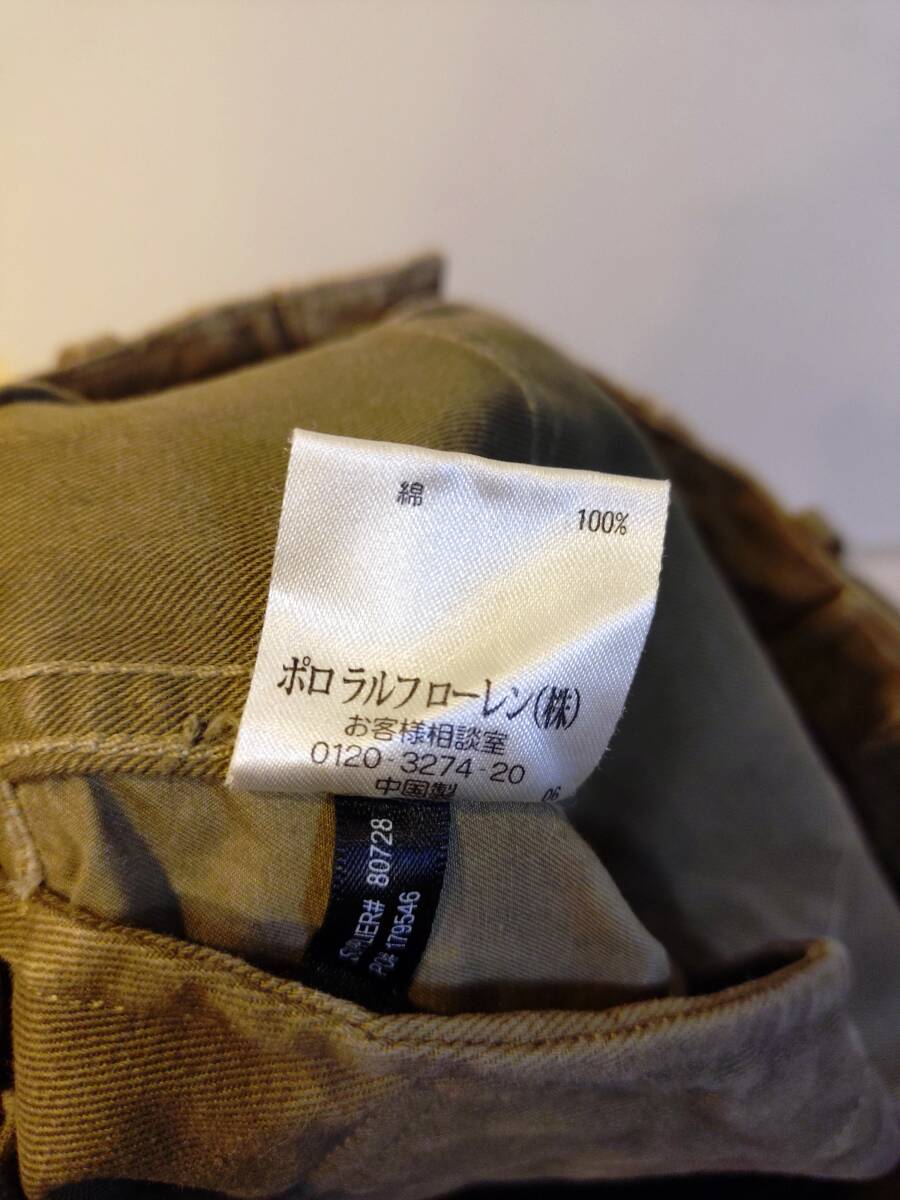 綿
100%
ポロ ラルフ ローレン(株)
お客様相談室
0120-3274-20
中国製 06
80728
PO# 179546